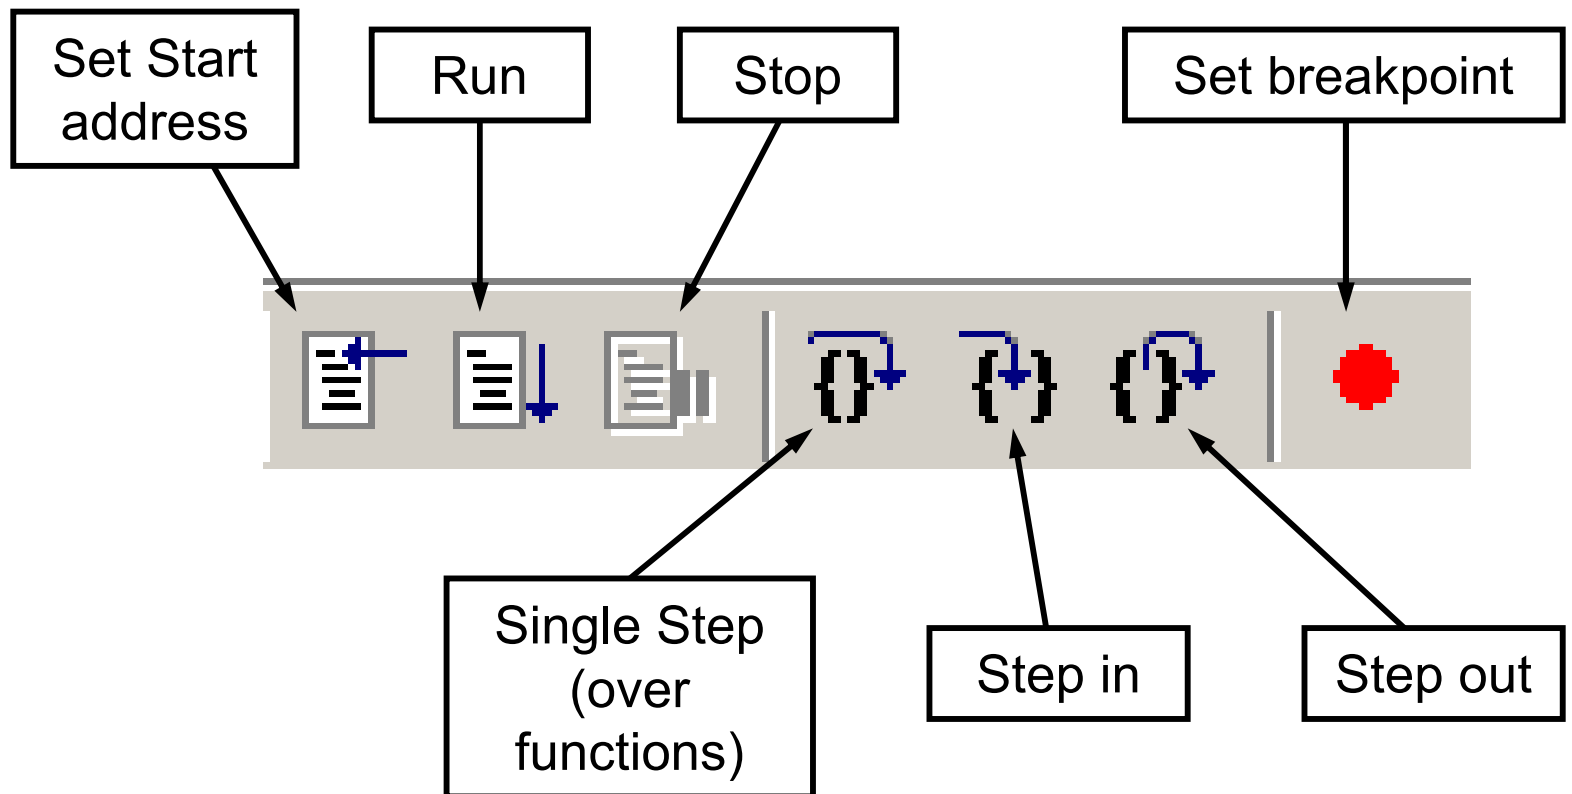 Set Start
address
Run
Stop
Set breakpoint
Single Step
(over
functions)
Step in
Step out